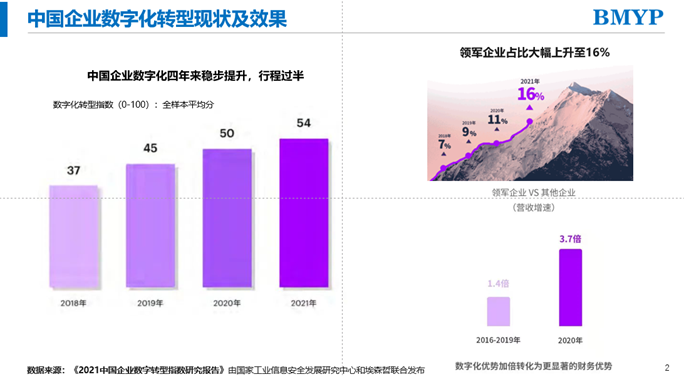 中国企业数字化转型现状及效果
BMYP
中国企业数字化四年来稳步提升，行程过半
数字化转型指数（0-100）：全样本平均分
37
45
50
54
2018年
2019年
2020年
2021年
领军企业占比大幅上升至16%
2018年
7%
2019年
9%
2020年
11%
2021年
16%
领军企业 VS 其他企业
（营收增速）
1.4倍
3.7倍
2016-2019年
2020年
数字化优势加倍转化为更显著的财务优势
数据来源：《2021中国企业数字转型指数研究报告》由国家工业信息安全发展研究中心和埃森哲联合发布
2